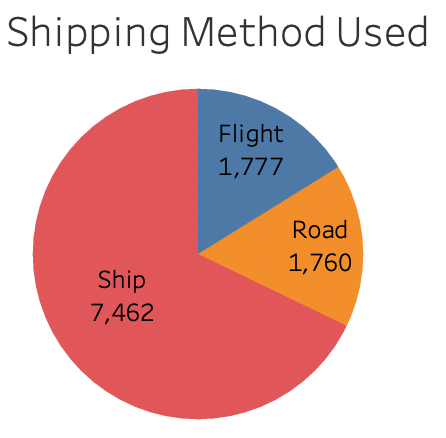 Shipping Method Used
Flight
1,777
Road
1,760
Ship
7,462